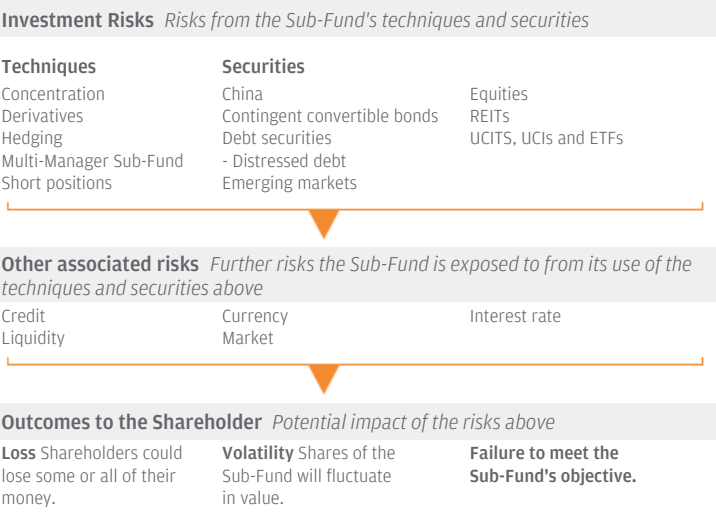 Investment Risks Risks from the Sub-Fund's techniques and securities
Techniques
Concentration
Derivatives
Hedging
Multi-Manager Sub-Fund
Short positions
Securities
China
Contingent convertible bonds
Debt securities
- Distressed debt
Emerging markets
Equities
REITs
UCITS, UCIs and ETFs
Other associated risks Further risks the Sub-Fund is exposed to from its use of the
techniques and securities above
Credit
Liquidity
Currency
Market
Interest rate
Outcomes to the Shareholder Potential impact of the risks above
Loss Shareholders could
lose some or all of their
money.
Volatility Shares of the
Sub-Fund will fluctuate
in value.
Failure to meet the
Sub-Fund's objective.